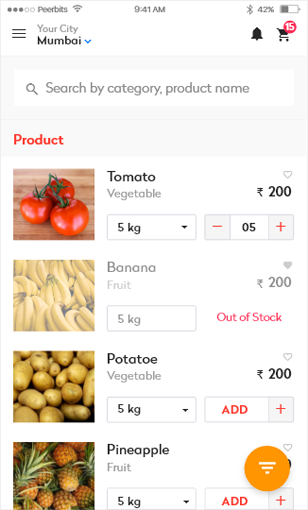 Peerbits 9:41 AM 42%
Your City
Mumbai
15
Search by category, product name
Product
Tomato
₹ 200
Vegetable
5 kg
− 05 +
Banana
₹ 200
Fruit
5 kg
Out of Stock
Potatoe
₹ 200
Vegetable
5 kg
ADD +
Pineapple
Fruit
5 kg
ADD +